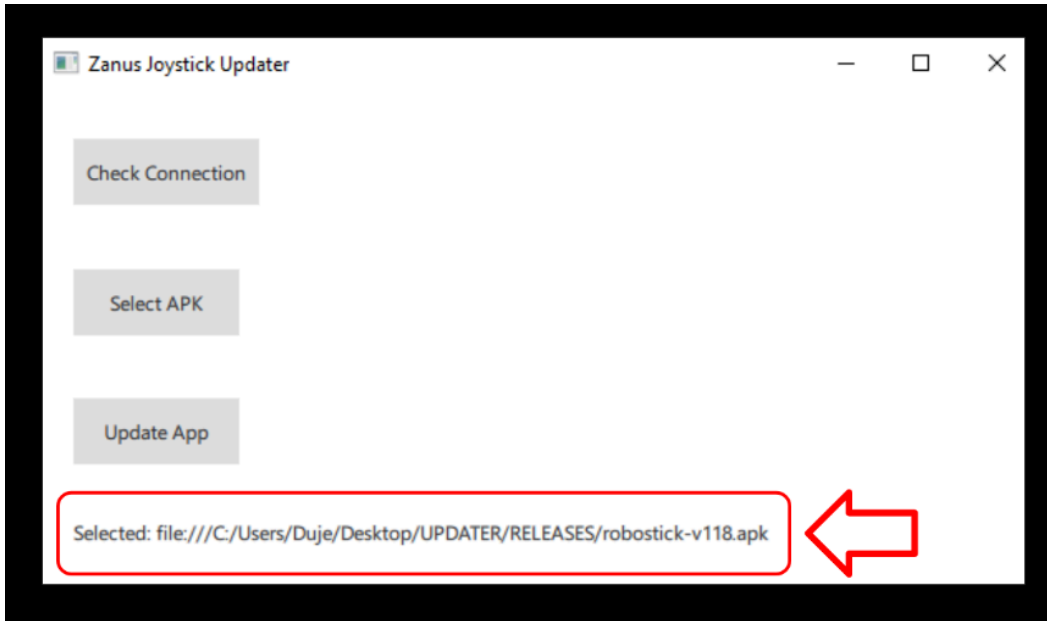 Zanus Joystick Updater
Check Connection
Select APK
Update App
Selected: file:///C:/Users/Duje/Desktop/UPDATER/RELEASES/robostick-v118.apk